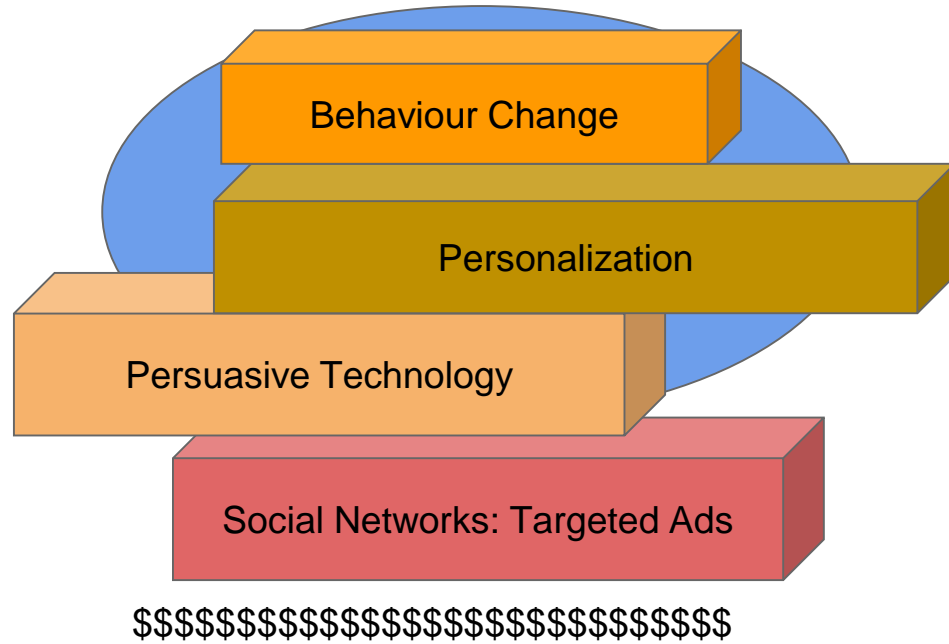 Behaviour Change
Personalization
Persuasive Technology
Social Networks: Targeted Ads
$$$$$$$$$$$$$$$$$$$$$$$$$$$$$